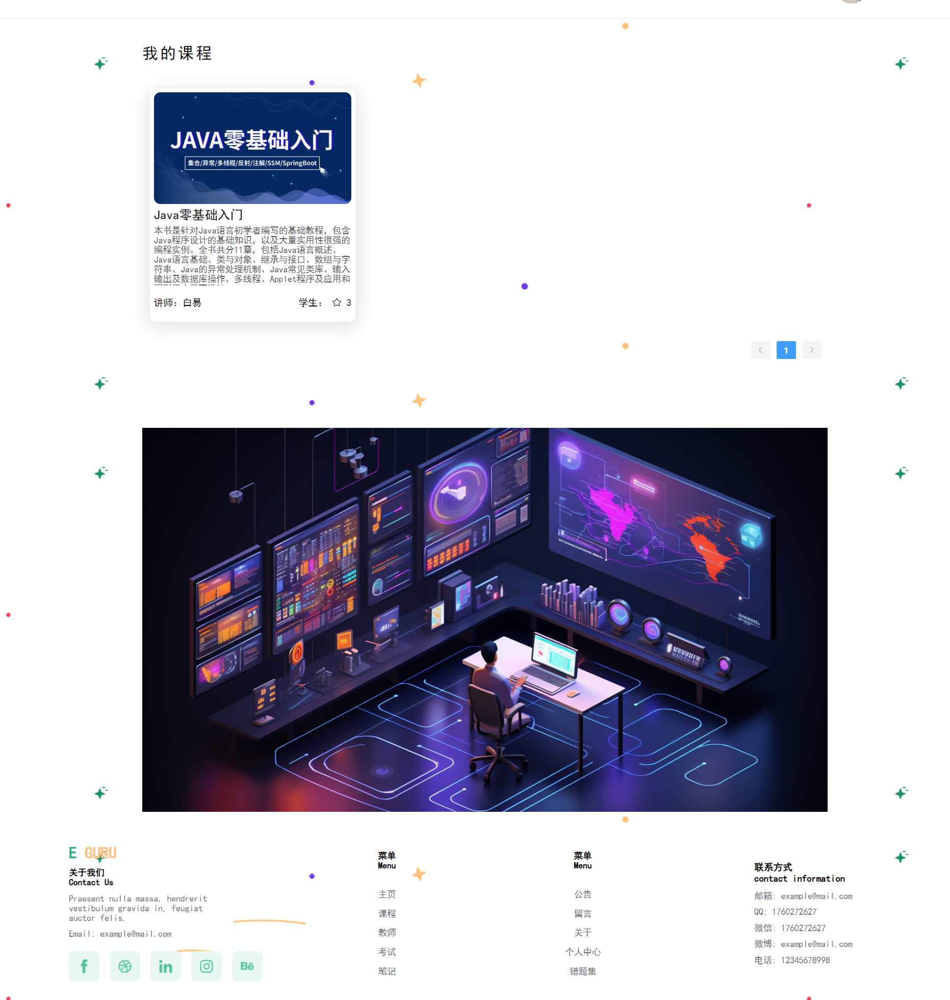 我的课程
JAVA零基础入门
集合/异常/多线程/反射/注解/SSM/SpringBoot
Java零基础入门
本书是针对Java语言初学者编写的基础教程，包含
Java程序设计的基础知识，以及大量实用性很强的
编程实例。全书共分11章，包括Java语言概述、
Java语言基础、类与对象、继承与接口、数组与字
符串、Java的异常处理机制、Java常见类库、输入
输出及数据库操作、多线程、Applet程序及应用和
讲师：白易
学生： 3
1
E GURU
关于我们
Contact Us
Praesent nulla massa, hendrerit
vestibulum gravida in, feugiat
auctor felis.
Email: example@mail.com
菜单
Menu
主页
课程
教师
考试
笔记
菜单
Menu
公告
留言
关于
个人中心
错题集
联系方式
contact information
邮箱: example@mail.com
QQ: 1760272627
微信: 1760272627
微博: example@mail.com
电话: 12345678998